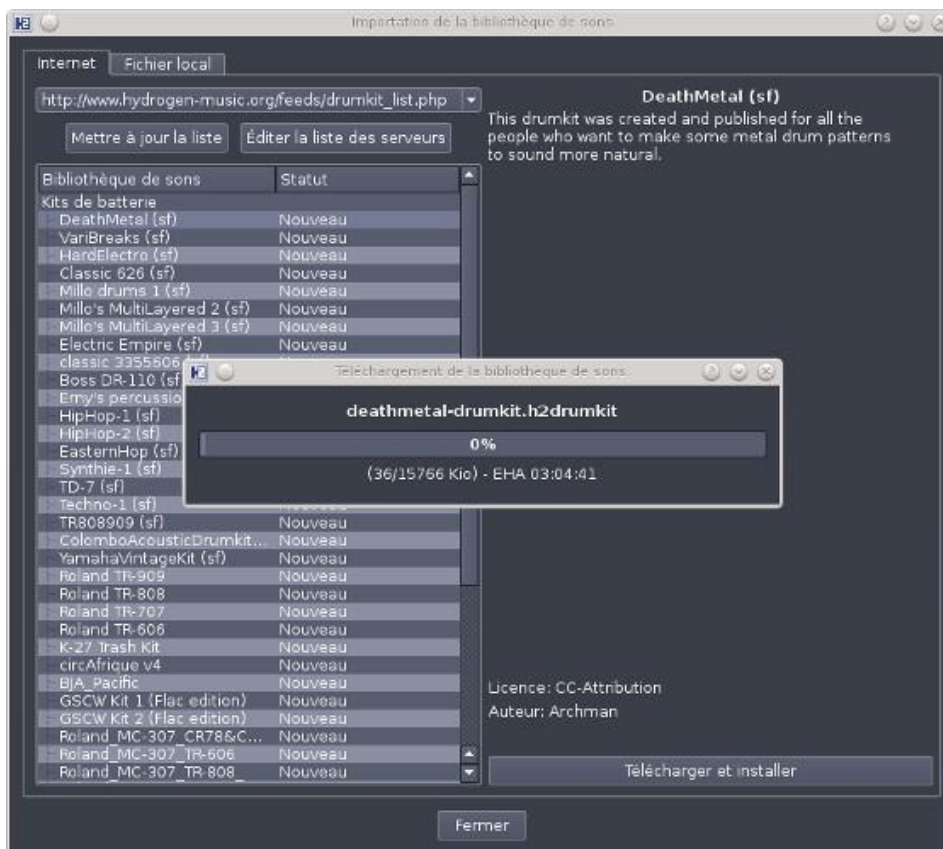 Importation de la bibliothèque de sons
Internet
Fichier local
http://www.hydrogen-music.org/feeds/drumkit_list.php
Mettre à jour la liste
Éditer la liste des serveurs
Bibliothèque de sons Statut
Kits de batterie
DeathMetal (sf) Nouveau
VariBreaks (sf) Nouveau
HardElectro (sf) Nouveau
Classic 626 (sf) Nouveau
Millo drums 1 (sf) Nouveau
Millo's MultiLayered 2 (sf) Nouveau
Millo's MultiLayered 3 (sf) Nouveau
Electric Empire (sf) Nouveau
classic 3355606
Boss DR-110 (sf
Emy's percussio
HipHop-1 (sf)
HipHop-2 (sf)
EasternHop (sf)
Synthie-1 (sf)
TD-7 (sf)
Techno-1 (sf)
TR808909 (sf) Nouveau
ColomboAcousticDrumkit... Nouveau
YamahaVintageKit (sf) Nouveau
Roland TR-909 Nouveau
Roland TR-808 Nouveau
Roland TR-707 Nouveau
Roland TR-606 Nouveau
K-27 Trash Kit Nouveau
circAfrique v4 Nouveau
BJA_Pacific Nouveau
GSCW Kit 1 (Flac edition) Nouveau
GSCW Kit 2 (Flac edition) Nouveau
Roland_MC-307_CR78&C... Nouveau
Roland_MC-307_TR-606 Nouveau
Roland_MC-307_TR-808_ Nouveau
Téléchargement de la bibliothèque de sons
deathmetal-drumkit.h2drumkit
0%
(36/15766 Kio) - EHA 03:04:41
DeathMetal (sf)
This drumkit was created and published for all the
people who want to make some metal drum patterns
to sound more natural.
Licence: CC-Attribution
Auteur: Archman
Télécharger et installer
Fermer